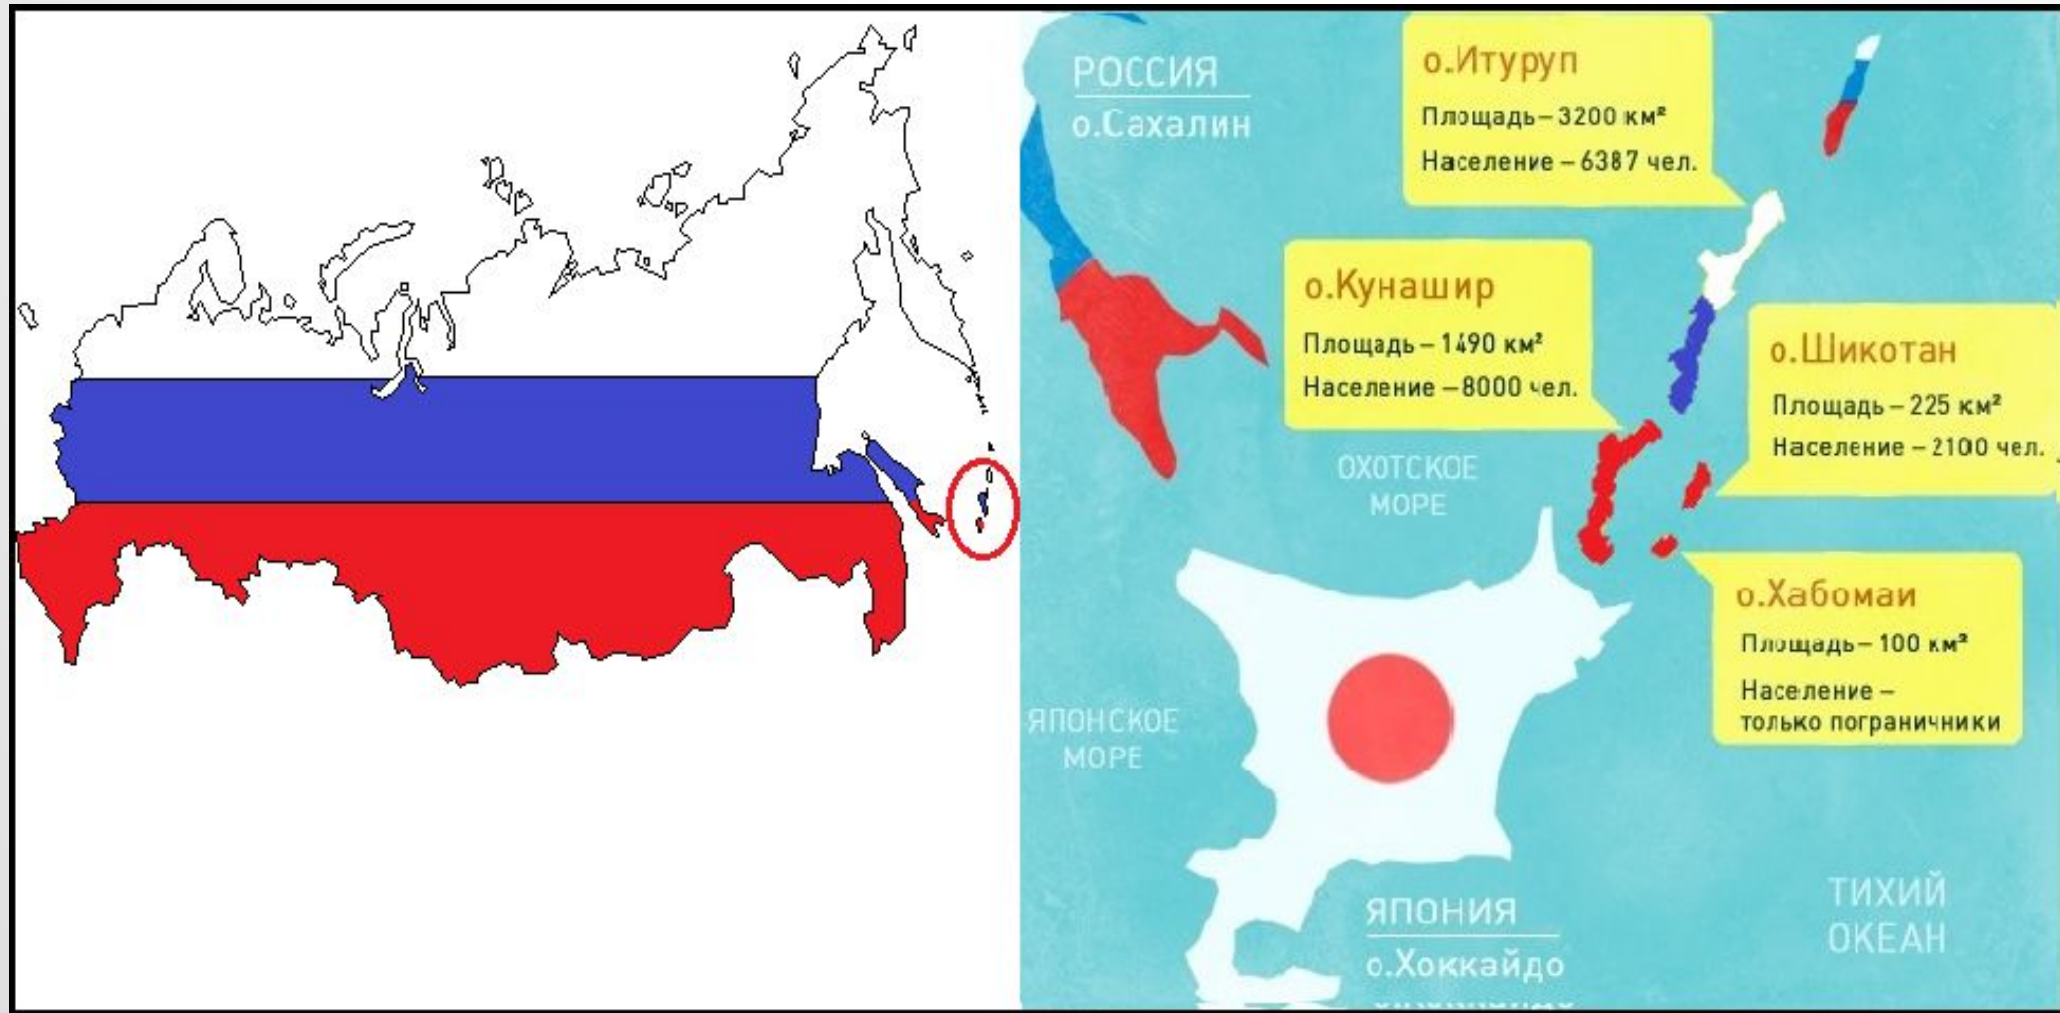 РОССИЯ
о.Сахалин
о.Итуруп
Площадь – 3200 км²
Население – 6387 чел.
о.Кунашир
Площадь – 1490 км²
Население – 8000 чел.
о.Шикотан
Площадь – 225 км²
Население – 2100 чел.
ОХОТСКОЕ
МОРЕ
о.Хабомаи
Площадь – 100 км²
Население –
только пограничники
ЯПОНСКОЕ
МОРЕ
ЯПОНИЯ
о.Хоккайдо
ТИХИЙ
ОКЕАН